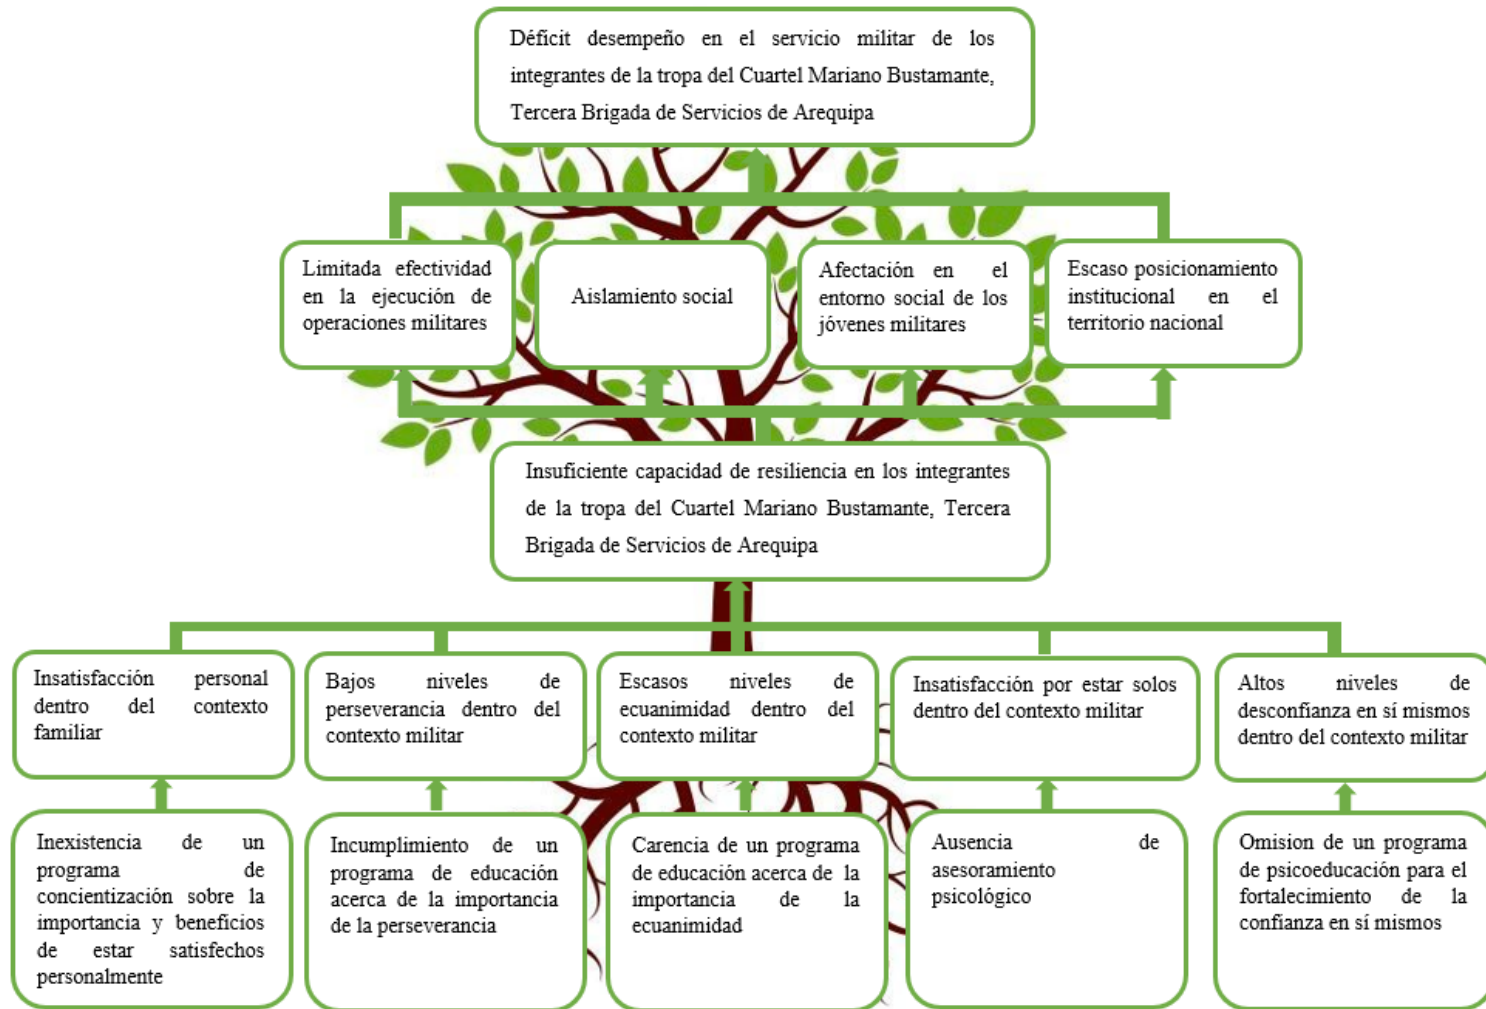 Déficit desempeño en el servicio militar de los
integrantes de la tropa del Cuartel Mariano Bustamante,
Tercera Brigada de Servicios de Arequipa
Limitada efectividad
en la ejecución de
operaciones militares
Aislamiento social
Afectación en el
entorno social de los
jóvenes militares
Escaso posicionamiento
institucional en el
territorio nacional
Insuficiente capacidad de resiliencia en los integrantes
de la tropa del Cuartel Mariano Bustamante, Tercera
Brigada de Servicios de Arequipa
Insatisfacción personal
dentro del contexto
familiar
Bajos niveles de
perseverancia dentro del
contexto militar
Escasos niveles de
ecuanimidad dentro del
contexto militar
Insatisfacción por estar solos
dentro del contexto militar
Altos niveles de
desconfianza en sí mismos
dentro del contexto militar
Inexistencia de un
programa de
concientización sobre la
importancia y beneficios
de estar satisfechos
personalmente
Incumplimiento de un
programa de educación
acerca de la importancia
de la perseverancia
Carencia de un programa
de educación acerca de la
importancia de la
ecuanimidad
Ausencia de
asesoramiento
psicológico
Omision de un programa
de psicoeducación para el
fortalecimiento de la
confianza en sí mismos